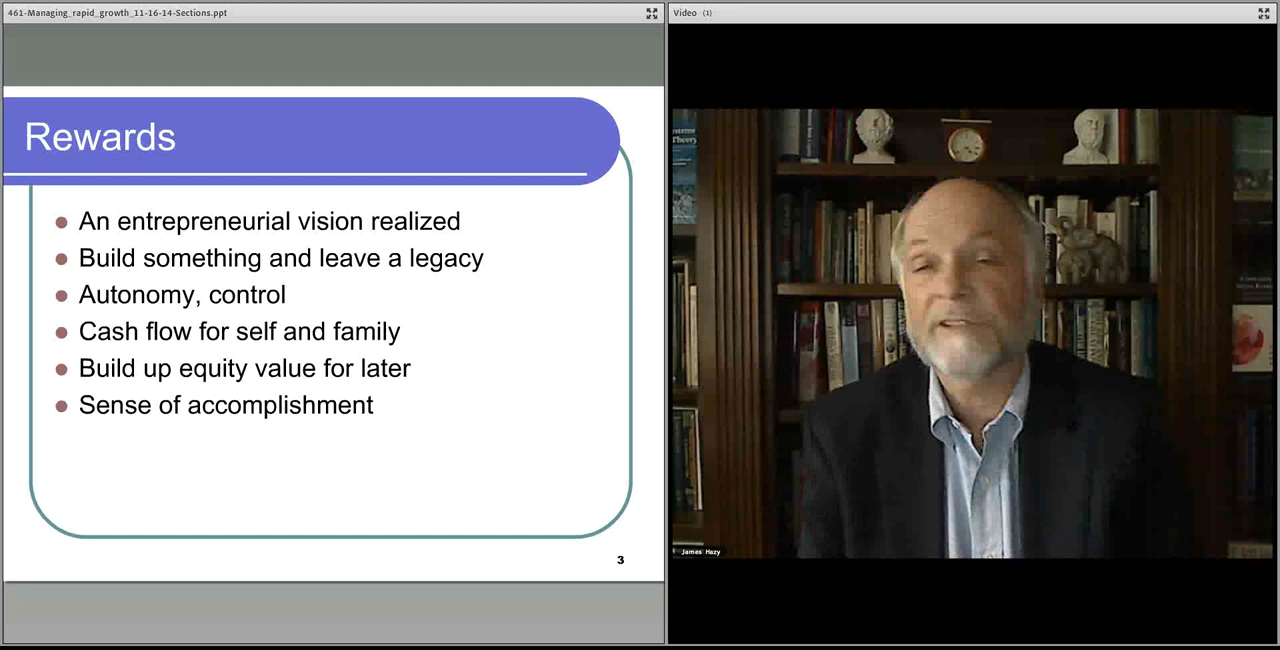 461-Managing_rapid_growth_11-16-14-Sections.ppt
Video (1)
Rewards
An entrepreneurial vision realized
Build something and leave a legacy
Autonomy, control
Cash flow for self and family
Build up equity value for later
Sense of accomplishment
3
Theory
James Hazy